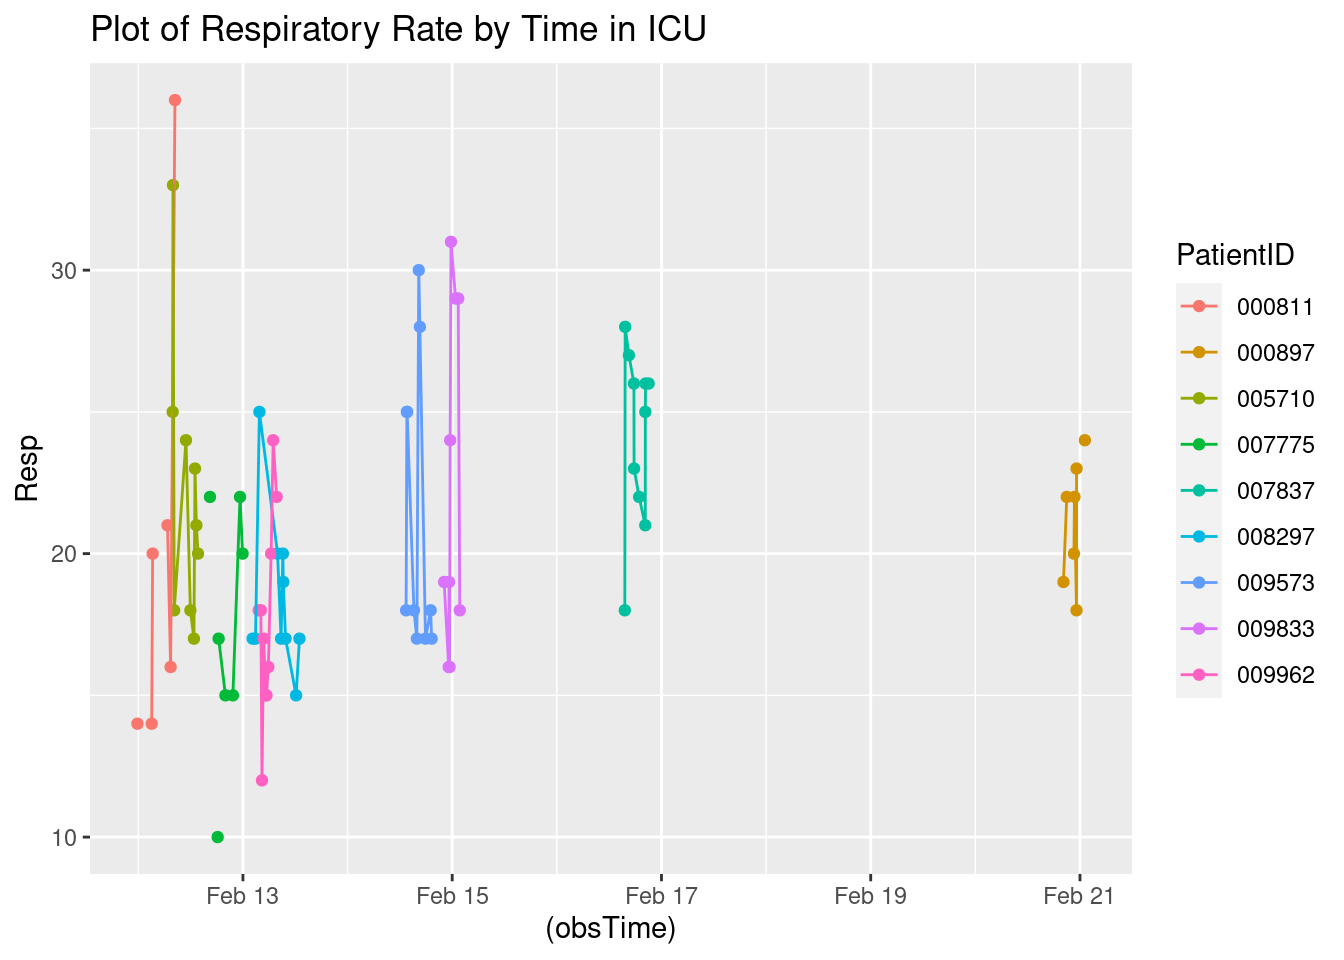 Plot of Respiratory Rate by Time in ICU
Resp
30
20
10
Feb 13
Feb 15
Feb 17
Feb 19
Feb 21
(obsTime)
PatientID
000811
000897
005710
007775
007837
008297
009573
009833
009962